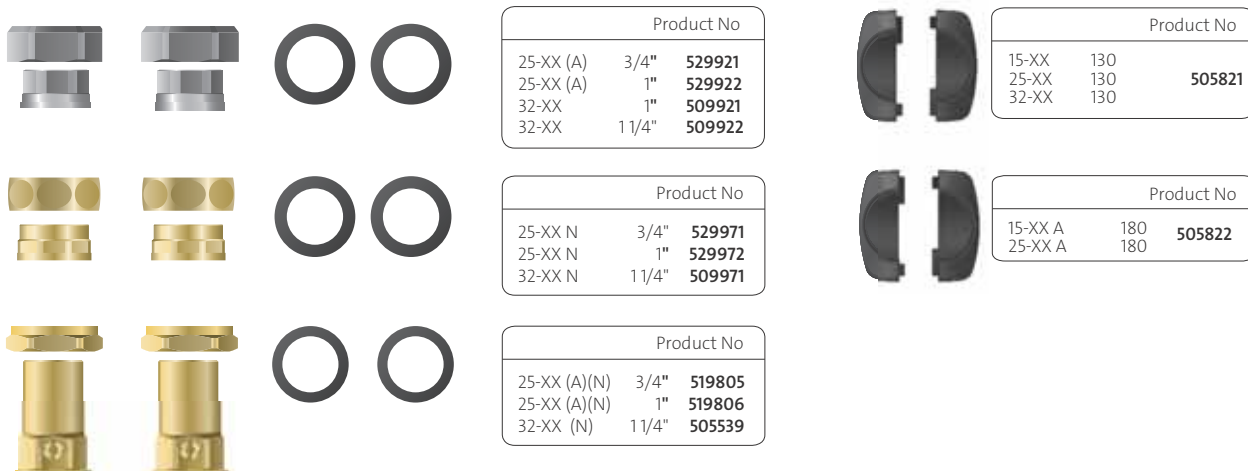 Product No
25-XX (A) 3/4" 529921
25-XX (A) 1" 529922
32-XX 1" 509921
32-XX 1 1/4" 509922
Product No
25-XX N 3/4" 529971
25-XX N 1" 529972
32-XX N 1 1/4" 509971
Product No
25-XX (A)(N) 3/4" 519805
25-XX (A)(N) 1" 519806
32-XX (N) 1 1/4" 505539
Product No
15-XX 130
25-XX 130 505821
32-XX 130
Product No
15-XX A 180 505822
25-XX A 180